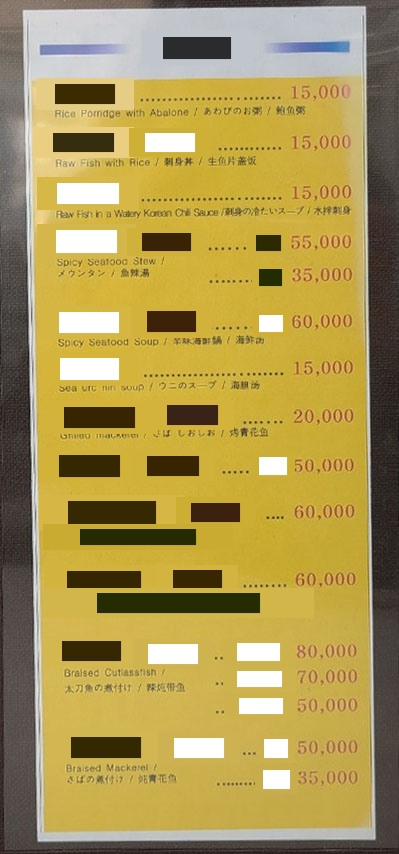 15,000
Rice Porridge with Abalone / あわびのお粥 / 鲍鱼粥
15,000
Raw Fish with Rice / 刺身丼 / 生鱼片盖饭
15,000
Raw Fish in a Watery Korean Chili Sauce /刺身の冷たいスープ / 水拌刺身
55,000
Spicy Seafood Stew /
メウンタン / 鱼辣汤
35,000
60,000
Spicy Seafood Soup / 海鲜汤
15,000
Sea urchin soup / ウニのスープ / 海胆汤
20,000
Grilled mackerel / さば しおしお / 炖青花鱼
50,000
60,000
60,000
80,000
Braised Cutlassfish /
70,000
太刀魚の煮付け / 辣炖带鱼
50,000
50,000
Braised Mackerel /
さばの煮付け / 炖青花鱼
35,000